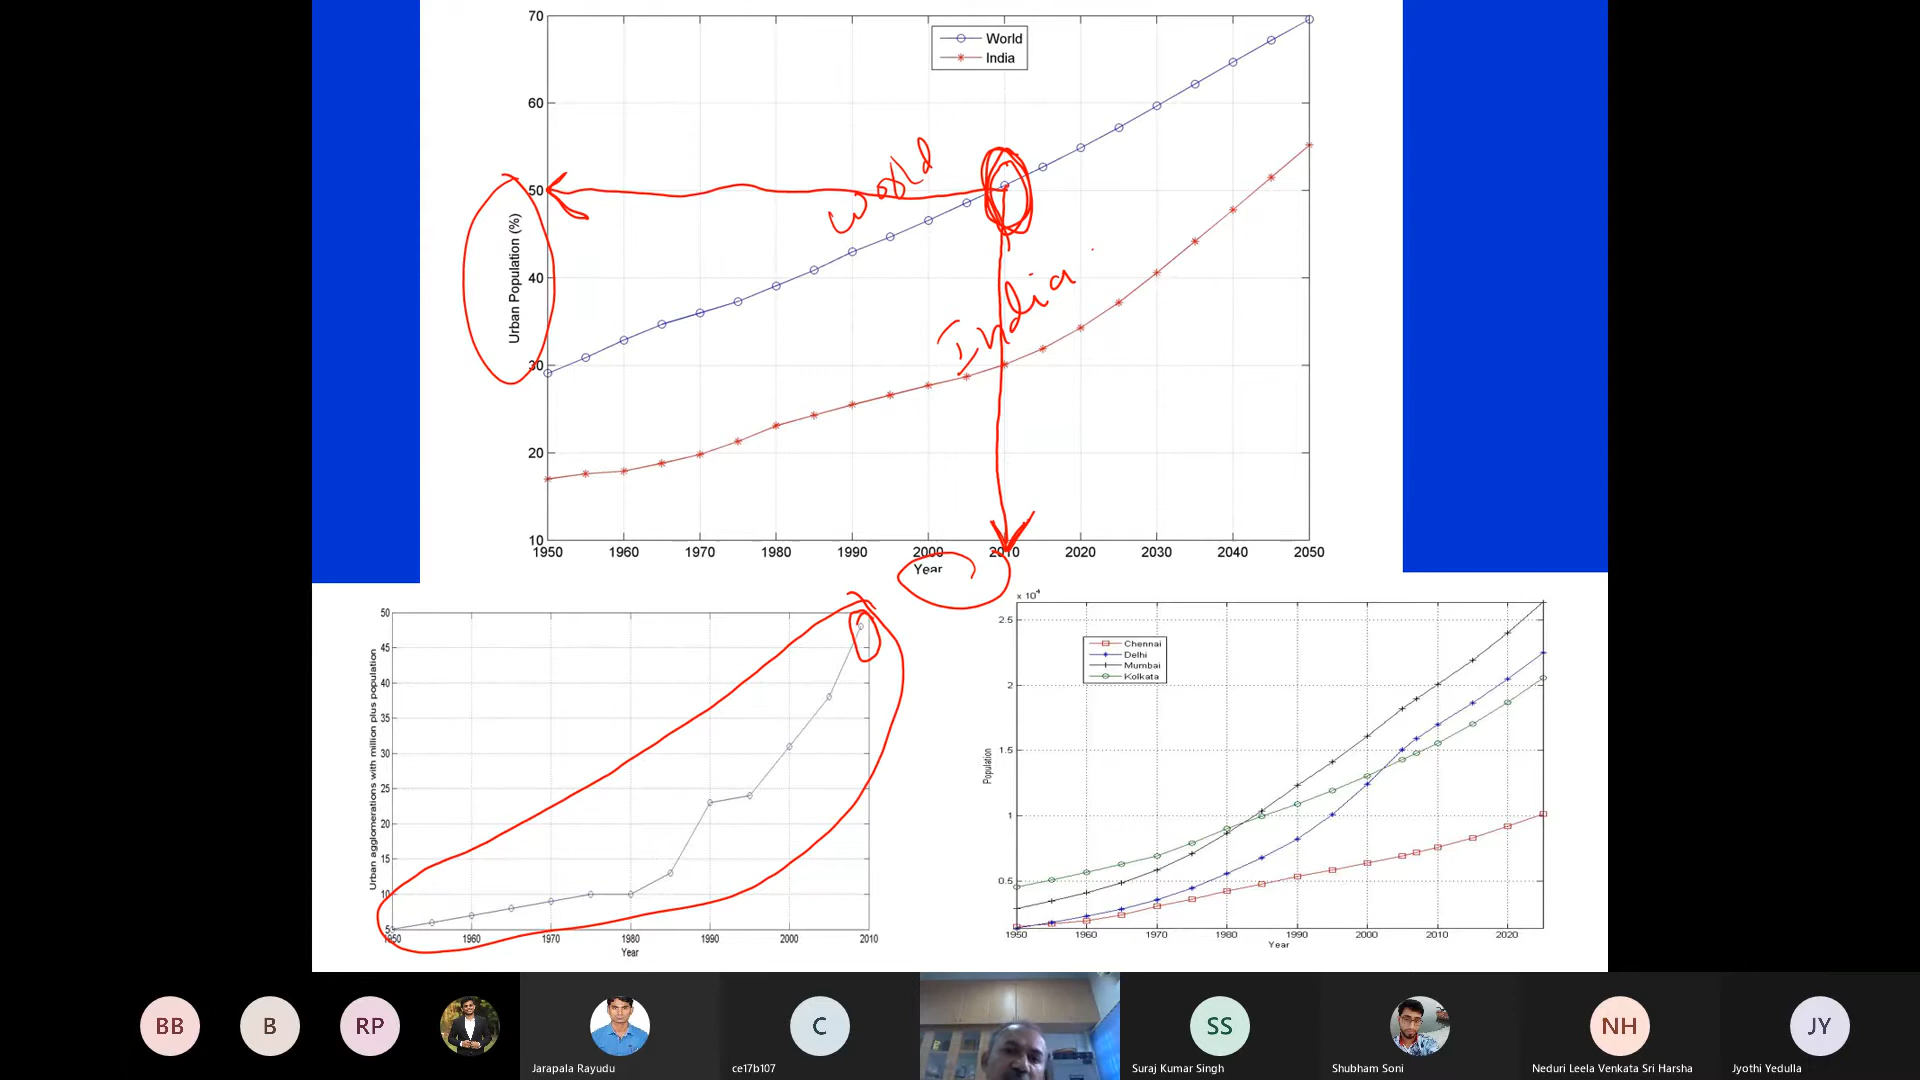 70
World
India
60
World
50
Urban Population (%)
40
India
30
20
10
1950 1960 1970 1980 1990 2000 2010 2020 2030 2040 2050
Year
50
45
40
35
30
25
20
15
10
5
Urban agglomerations with million plus population
1950 1960 1970 1980 1990 2000 2010
Year
x 10^4
2.5
Chennai
Delhi
Mumbai
Kolkata
2
1.5
1
0.5
Population
1950 1960 1970 1980 1990 2000 2010 2020
Year
BB B RP C SS NH JY
Jarapala Rayudu ce17b107 Suraj Kumar Singh Shubham Soni Neduri Leela Venkata Sri Harsha Jyothi Yedulla